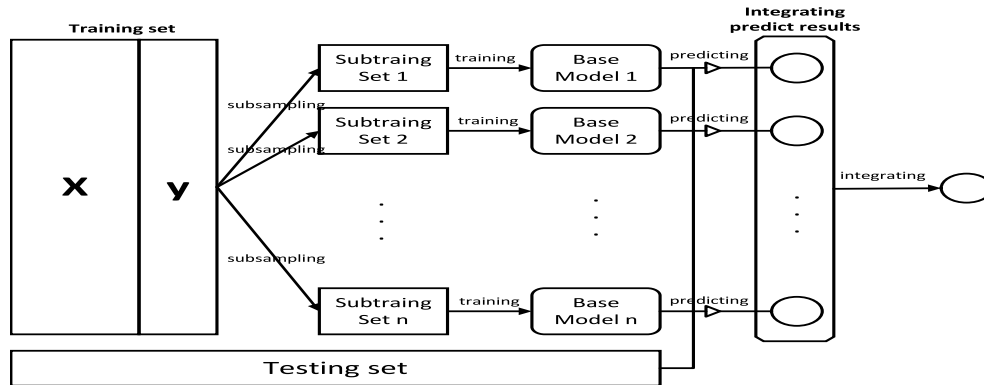 Training set
Integrating
predict results
X
y
subsampling
subsampling
subsampling
Subtraing
Set 1
training
Base
Model 1
predicting
Subtraing
Set 2
training
Base
Model 2
predicting
integrating
Subtraing
Set n
training
Base
Model n
predicting
Testing set